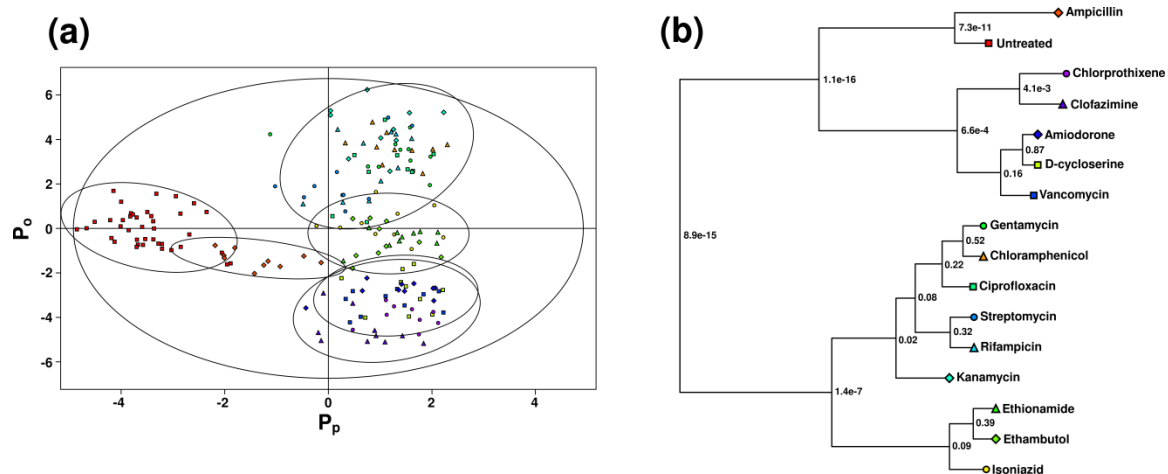 (a)
6
4
2
0
-2
-4
-6
-4
-2
0
2
4
Po
Pp
(b)
Ampicillin
7.3e-11
Untreated
1.1e-16
Chlorprothixene
4.1e-3
Clofazimine
6.6e-4
Amiodorone
0.87
D-cycloserine
0.16
Vancomycin
8.9e-15
Gentamycin
0.52
Chloramphenicol
0.22
Ciprofloxacin
0.08
Streptomycin
0.32
0.02
Rifampicin
Kanamycin
1.4e-7
Ethionamide
0.39
Ethambutol
0.09
Isoniazid